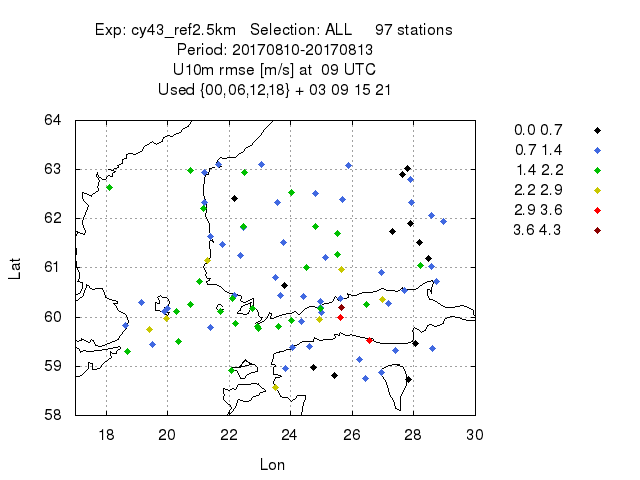 Exp: cy43_ref2.5km   Selection: ALL     97 stations
Period: 20170810-20170813
U10m rmse [m/s] at  09 UTC
Used {00,06,12,18} + 03 09 15 21
64
63
62
61
60
59
58
Lat
18 20 22 24 26 28 30
Lon
0.0 0.7
0.7 1.4
1.4 2.2
2.2 2.9
2.9 3.6
3.6 4.3